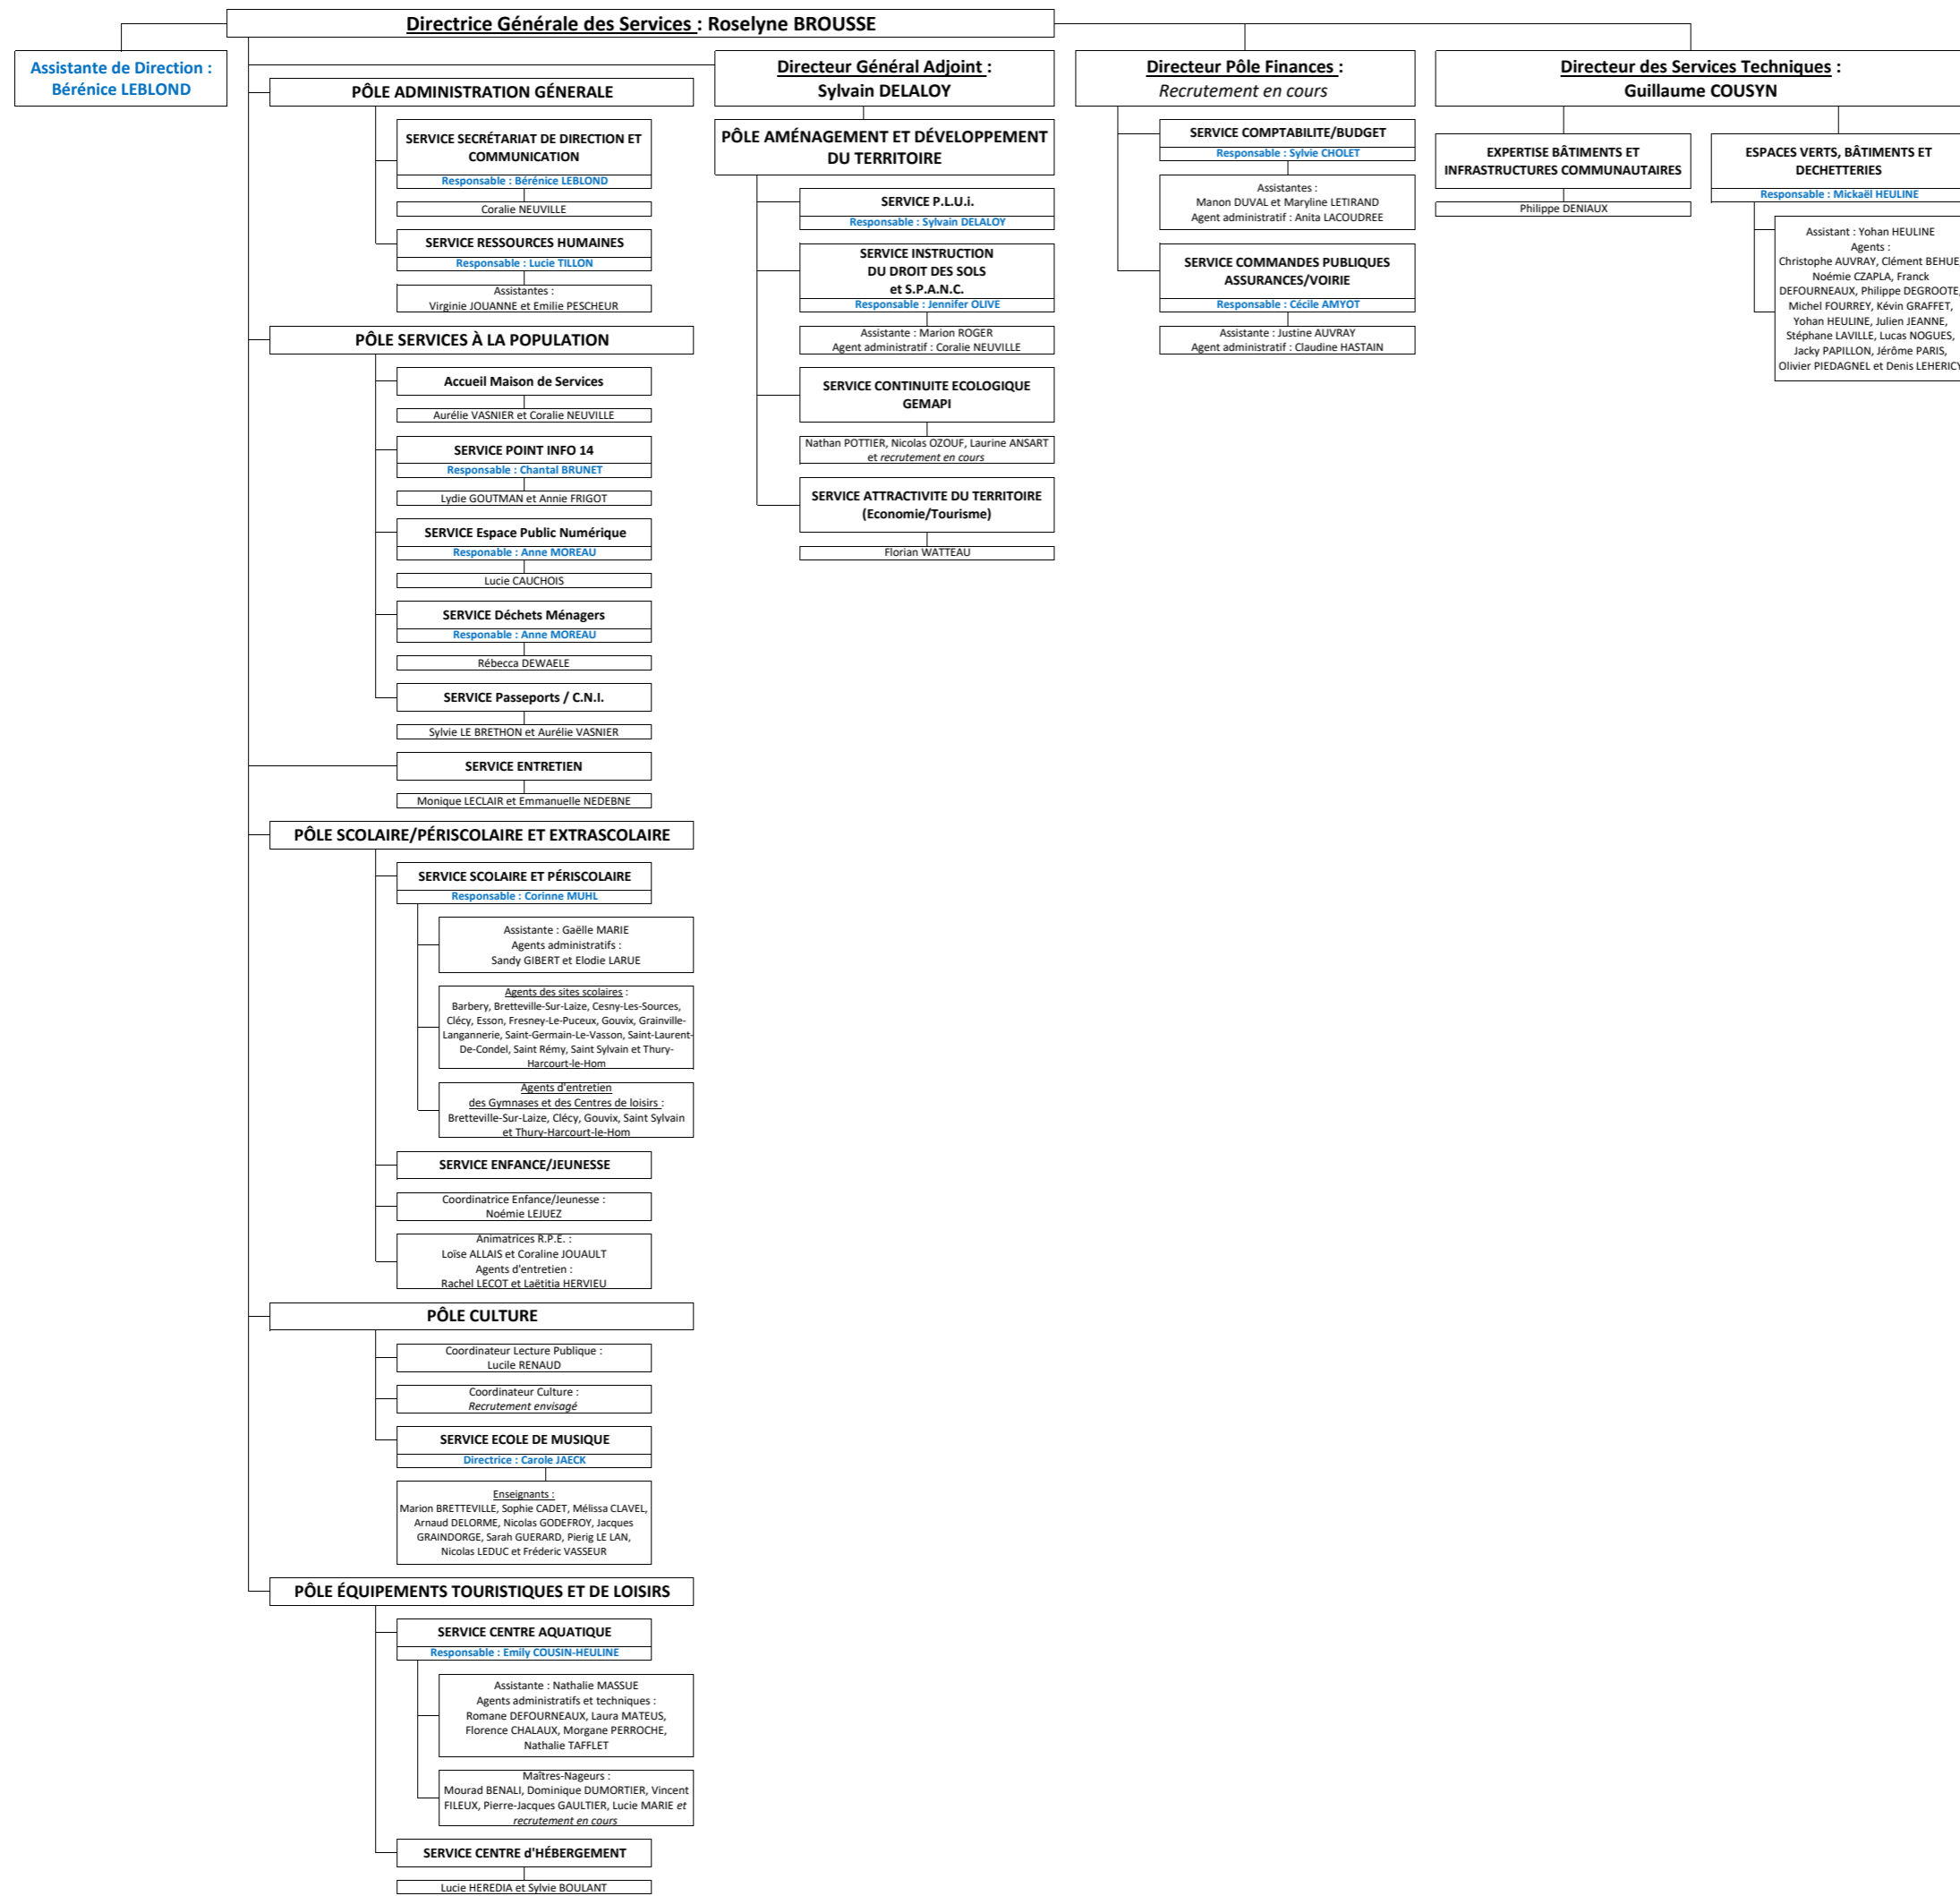 Directrice Générale des Services : Roselyne BROUSSE
Assistante de Direction :
Bérénice LEBLOND
PÔLE ADMINISTRATION GÉNERALE
SERVICE SECRÉTARIAT DE DIRECTION ET
COMMUNICATION
Responsable : Bérénice LEBLOND
Coralie NEUVILLE
SERVICE RESSOURCES HUMAINES
Responsable : Lucie TILLON
Assistantes :
Virginie JOUANNE et Emilie PESCHEUR
PÔLE SERVICES À LA POPULATION
Accueil Maison de Services
Aurélie VASNIER et Coralie NEUVILLE
SERVICE POINT INFO 14
Responsable : Chantal BRUNET
Lydie GOUTMAN et Annie FRIGOT
SERVICE Espace Public Numérique
Responable : Anne MOREAU
Lucie CAUCHOIS
SERVICE Déchets Ménagers
Responable : Anne MOREAU
Rébecca DEWAELE
SERVICE Passeports / C.N.I.
Sylvie LE BRETHON et Aurélie VASNIER
SERVICE ENTRETIEN
Monique LECLAIR et Emmanuelle NEDEBNE
PÔLE SCOLAIRE/PÉRISCOLAIRE ET EXTRASCOLAIRE
SERVICE SCOLAIRE ET PÉRISCOLAIRE
Responsable : Corinne MUHL
Assistante : Gaëlle MARIE
Agents administratifs :
Sandy GIBERT et Elodie LARUE
Agents des sites scolaires :
Barbery, Bretteville-Sur-Laize, Cesny-Les-Sources,
Clécy, Esson, Fresney-Le-Puceux, Gouvix, Grainville-
Langannerie, Saint-Germain-Le-Vasson, Saint-Laurent-
De-Condel, Saint Rémy, Saint Sylvain et Thury-
Harcourt-le-Hom
Agents d'entretien
des Gymnases et des Centres de loisirs :
Bretteville-Sur-Laize, Clécy, Gouvix, Saint Sylvain
et Thury-Harcourt-le-Hom
SERVICE ENFANCE/JEUNESSE
Coordinatrice Enfance/Jeunesse :
Noémie LEJUEZ
Animatrices R.P.E. :
Loïse ALLAIS et Coraline JOUAULT
Agents d'entretien :
Rachel LECOT et Laëtitia HERVIEU
PÔLE CULTURE
Coordinateur Lecture Publique :
Lucile RENAUD
Coordinateur Culture :
Recrutement envisagé
SERVICE ECOLE DE MUSIQUE
Directrice : Carole JAECK
Enseignants :
Marion BRETTEVILLE, Sophie CADET, Mélissa CLAVEL,
Arnaud DELORME, Nicolas GODEFROY, Jacques
GRAINDORGE, Sarah GUERARD, Pierig LE LAN,
Nicolas LEDUC et Fréderic VASSEUR
PÔLE ÉQUIPEMENTS TOURISTIQUES ET DE LOISIRS
SERVICE CENTRE AQUATIQUE
Responsable : Emily COUSIN-HEULINE
Assistante : Nathalie MASSUE
Agents administratifs et techniques :
Romane DEFOURNEAUX, Laura MATEUS,
Florence CHALAUX, Morgane PERROCHE,
Nathalie TAFFLET
Maîtres-Nageurs :
Mourad BENALI, Dominique DUMORTIER, Vincent
FILEUX, Pierre-Jacques GAULTIER, Lucie MARIE et
recrutement en cours
SERVICE CENTRE d'HÉBERGEMENT
Lucie HEREDIA et Sylvie BOULANT
Directeur Général Adjoint :
Sylvain DELALOY
PÔLE AMÉNAGEMENT ET DÉVELOPPEMENT
DU TERRITOIRE
SERVICE P.L.U.i.
Responsable : Sylvain DELALOY
SERVICE INSTRUCTION
DU DROIT DES SOLS
et S.P.A.N.C.
Responsable : Jennifer OLIVE
Assistante : Marion ROGER
Agent administratif : Coralie NEUVILLE
SERVICE CONTINUITE ECOLOGIQUE
GEMAPI
Nathan POTTIER, Nicolas OZOUF, Laurine ANSART
et recrutement en cours
SERVICE ATTRACTIVITE DU TERRITOIRE
(Economie/Tourisme)
Florian WATTEAU
Directeur Pôle Finances :
Recrutement en cours
SERVICE COMPTABILITE/BUDGET
Responsable : Sylvie CHOLET
Assistantes :
Manon DUVAL et Maryline LETIRAND
Agent administratif : Anita LACOUDREE
SERVICE COMMANDES PUBLIQUES
ASSURANCES/VOIRIE
Responsable : Cécile AMYOT
Assistante : Justine AUVRAY
Agent administratif : Claudine HASTAIN
Directeur des Services Techniques :
Guillaume COUSYN
EXPERTISE BÂTIMENTS ET
INFRASTRUCTURES COMMUNAUTAIRES
Philippe DENIAUX
ESPACES VERTS, BÂTIMENTS ET
DECHETTERIES
Responsable : Mickaël HEULINE
Assistant : Yohan HEULINE
Agents :
Christophe AUVRAY, Clément BEHUE,
Noémie CZAPLA, Franck
DEFOURNEAUX, Philippe DEGROOTE,
Michel FOURREY, Kévin GRAFFET,
Yohan HEULINE, Julien JEANNE,
Stéphane LAVILLE, Lucas NOGUES,
Jacky PAPILLON, Jérôme PARIS,
Olivier PIEDAGNEL et Denis LEHERICY